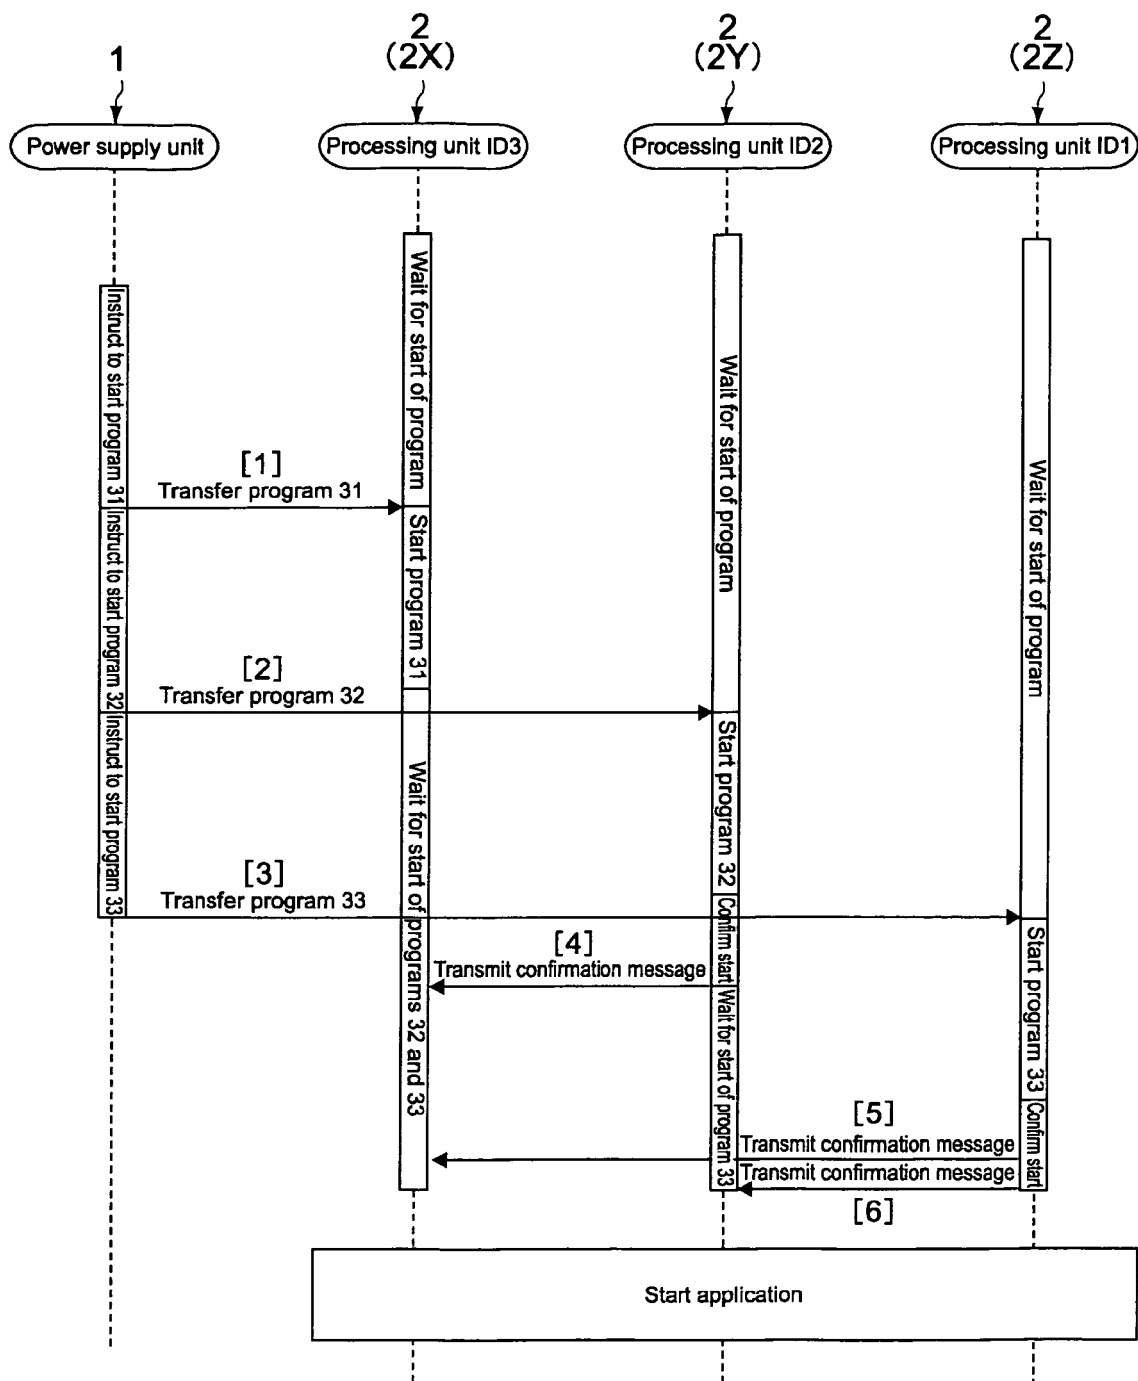 1
2
(2X)
2
(2Y)
2
(2Z)
Power supply unit
Processing unit ID3
Processing unit ID2
Processing unit ID1
Instruct to start program 31
Wait for start of program
Wait for start of program
Wait for start of program
[1]
Transfer program 31
Instruct to start program 32
Start program 31
[2]
Transfer program 32
Instruct to start program 33
Wait for start of programs 32 and 33
Start program 32
[3]
Transfer program 33
Confirm start
Start program 33
[4]
Transmit confirmation message
Wait for start of program 33
Confirm start
[5]
Transmit confirmation message
Transmit confirmation message
[6]
Start application